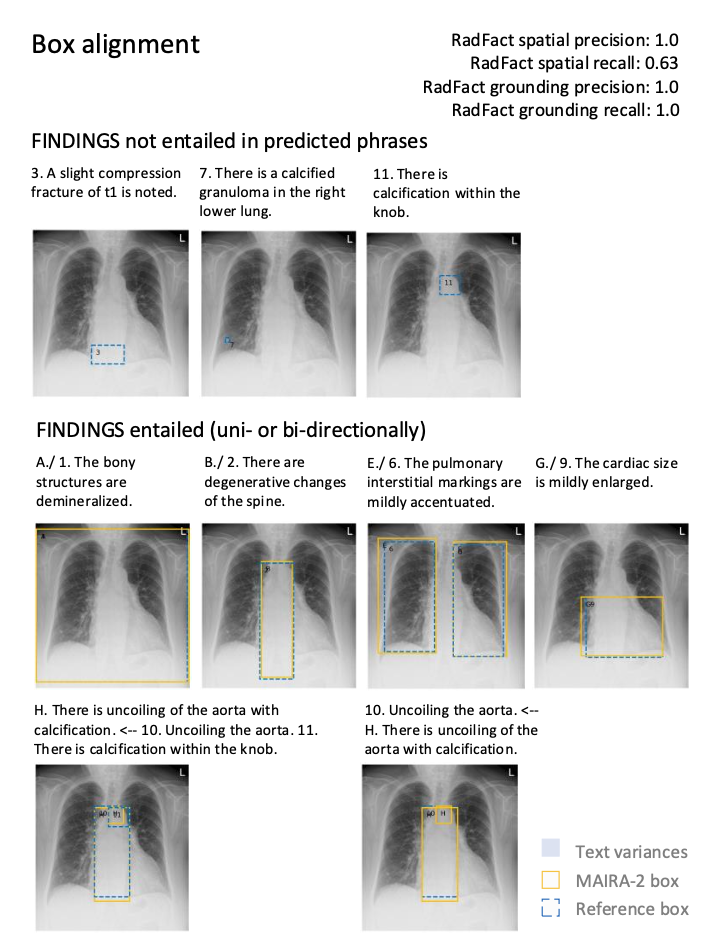 Box alignment
RadFact spatial precision: 1.0
RadFact spatial recall: 0.63
RadFact grounding precision: 1.0
RadFact grounding recall: 1.0
FINDINGS not entailed in predicted phrases
3. A slight compression
fracture of t1 is noted.
7. There is a calcified
granuloma in the right
lower lung.
11. There is
calcification within the
knob.
L
3
L
7
L
11
FINDINGS entailed (uni- or bi-directionally)
A./ 1. The bony
structures are
demineralized.
B./ 2. There are
degenerative changes
of the spine.
E./ 6. The pulmonary
interstitial markings are
mildly accentuated.
G./ 9. The cardiac size
is mildly enlarged.
L
L
L
6
L
H. There is uncoiling of the aorta with
calcification. <-- 10. Uncoiling the aorta. 11.
There is calcification within the knob.
10. Uncoiling the aorta. <--
H. There is uncoiling of the
aorta with calcification.
L
L
H
Text variances
MAIRA-2 box
Reference box